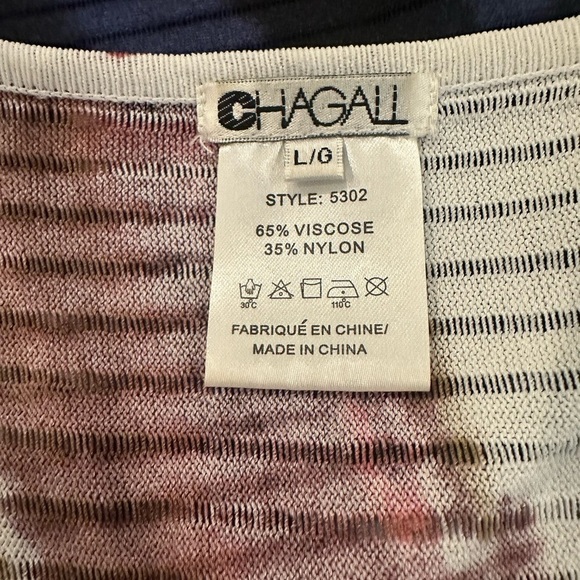 CHAGALL
L/G
STYLE: 5302
65% VISCOSE
35% NYLON
30°C 110°C
FABRIQUÉ EN CHINE/
MADE IN CHINA